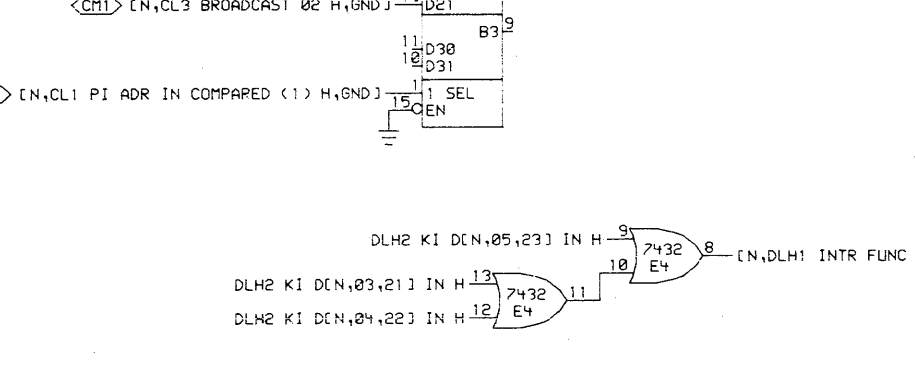 <CM1> [N,CL3 BROADCAST 02 H,GND] D21
B3 9
11 D30
10 D31
[N,CL1 PI ADR IN COMPARED (1) H,GND] 1 1 SEL
15 EN
DLH2 KI D[N,05,23] IN H 9
7432 8 [N,DLH1 INTR FUNC
10 E4
DLH2 KI D[N,03,21] IN H 13
7432 11
DLH2 KI D[N,04,22] IN H 12 E4